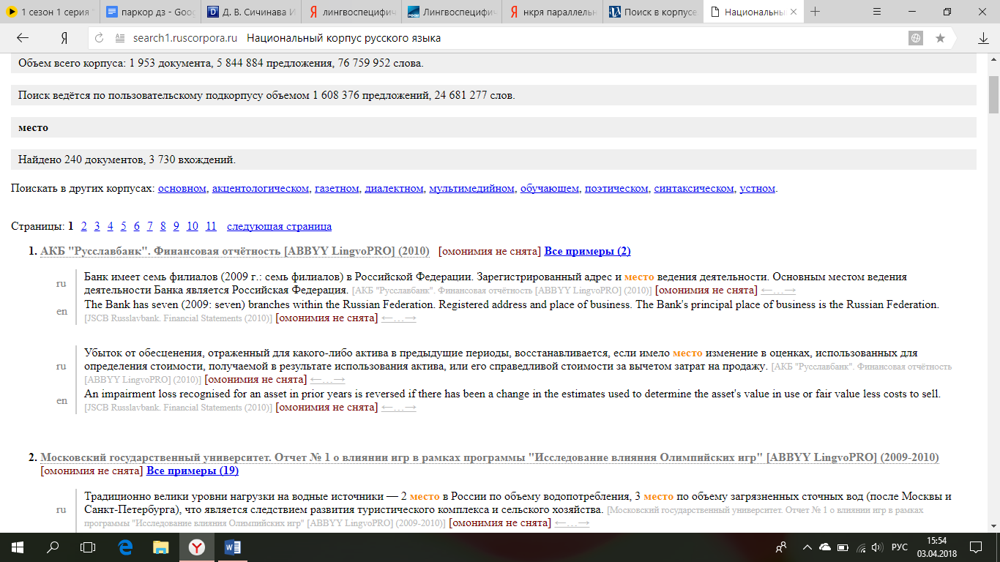 1 сезон 1 серия
паркор дз - Goo
Д. В. Сичинава И
лингвоспецифич
Лингвоспецифич
нкря параллельн
Поиск в корпусе
Национальны
search1.ruscorpora.ru Национальный корпус русского языка
Объем всего корпуса: 1 953 документа, 5 844 884 предложения, 76 759 952 слова.
Поиск ведётся по пользовательскому подкорпусу объемом 1 608 376 предложений, 24 681 277 слов.
место
Найдено 240 документов, 3 730 вхождений.
Поискать в других корпусах: основном, акцентологическом, газетном, диалектном, мультимедийном, обучающем, поэтическом, синтаксическом, устном.
Страницы: 1 2 3 4 5 6 7 8 9 10 11 следующая страница
1. АКБ "Русславбанк". Финансовая отчётность [ABBYY LingvoPRO] (2010) [омонимия не снята] Все примеры (2)
ru
Банк имеет семь филиалов (2009 г.: семь филиалов) в Российской Федерации. Зарегистрированный адрес и место ведения деятельности. Основным местом ведения
деятельности Банка является Российская Федерация. [АКБ "Русславбанк". Финансовая отчётность [ABBYY LingvoPRO] (2010)] [омонимия не снята] ←…→
en
The Bank has seven (2009: seven) branches within the Russian Federation. Registered address and place of business. The Bank's principal place of business is the Russian Federation.
[JSCB Russlavbank. Financial Statements (2010)] [омонимия не снята] ←…→
ru
Убыток от обесценения, отраженный для какого-либо актива в предыдущие периоды, восстанавливается, если имело место изменение в оценках, использованных для
определения стоимости, получаемой в результате использования актива, или его справедливой стоимости за вычетом затрат на продажу. [АКБ "Русславбанк". Финансовая отчётность
[ABBYY LingvoPRO] (2010)] [омонимия не снята] ←…→
en
An impairment loss recognised for an asset in prior years is reversed if there has been a change in the estimates used to determine the asset's value in use or fair value less costs to sell.
[JSCB Russlavbank. Financial Statements (2010)] [омонимия не снята] ←…→
2. Московский государственный университет. Отчет № 1 о влиянии игр в рамках программы "Исследование влияния Олимпийских игр" [ABBYY LingvoPRO] (2009-2010)
[омонимия не снята] Все примеры (19)
ru
Традиционно велики уровни нагрузки на водные источники — 2 место в России по объему водопотребления, 3 место по объему загрязненных сточных вод (после Москвы и
Санкт-Петербурга), что является следствием развития туристического комплекса и сельского хозяйства. [Московский государственный университет. Отчет № 1 о влиянии игр в рамках
программы "Исследование влияния Олимпийских игр" [ABBYY LingvoPRO] (2009-2010)] [омонимия не снята] ←…→
РУС
15:54
03.04.2018